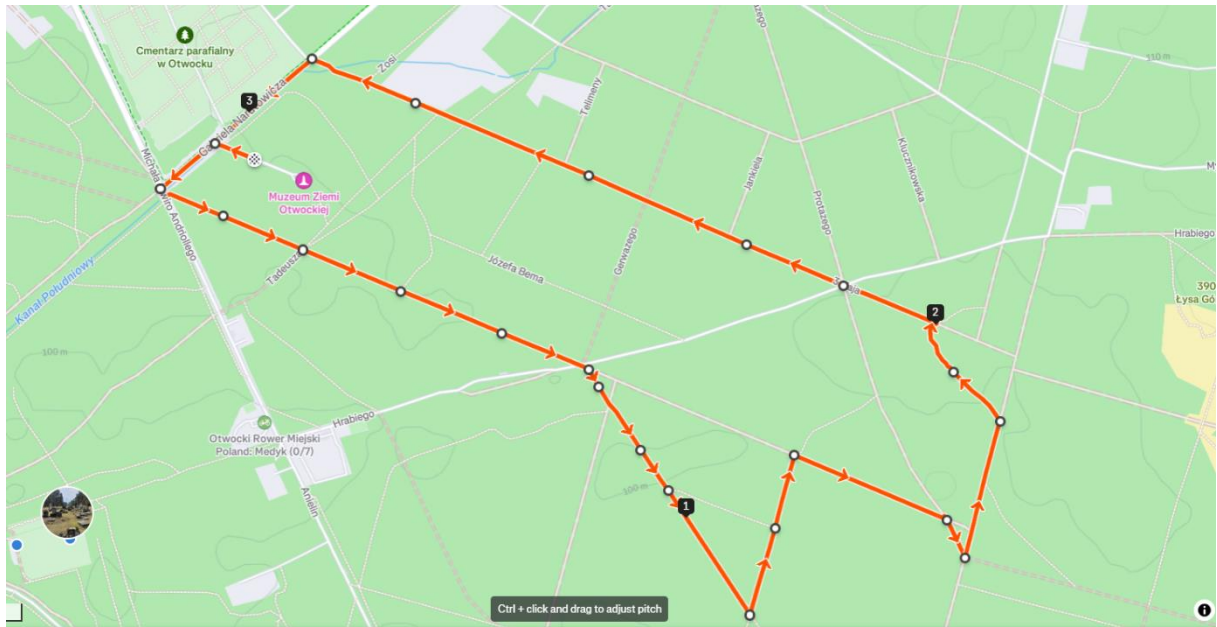 Cmentarz parafialny
w Otwocku
Zosi
110 m
3
Telimeny
Jankiela
Klucznikowska
Protazego
Muzeum Ziemi
Otwockiej
Hrabiego
Gerwazego
Józefa Bema
Tadeusza
Kanał Południowy
390
Łysa Gó
2
100 m
Hrabiego
Otwocki Rower Miejski
Poland: Medyk (0/7)
100 m
1
Anielin
Ctrl + click and drag to adjust pitch